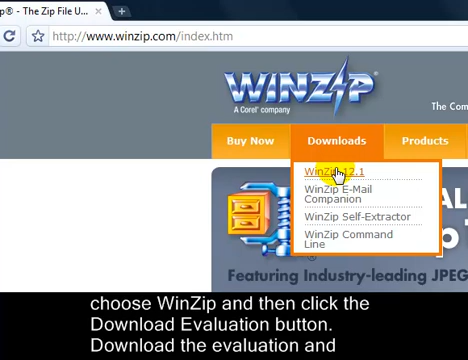 p® - The Zip File U...
http://www.winzip.com/index.htm
WINZIP
A Corel® company
The Com
Buy Now Downloads Products
WinZip 12.1
WinZip E-Mail
Companion
WinZip Self-Extractor
WinZip Command
Line
AL
Featuring Industry-leading JPEG
choose WinZip and then click the
Download Evaluation button.
Download the evaluation and